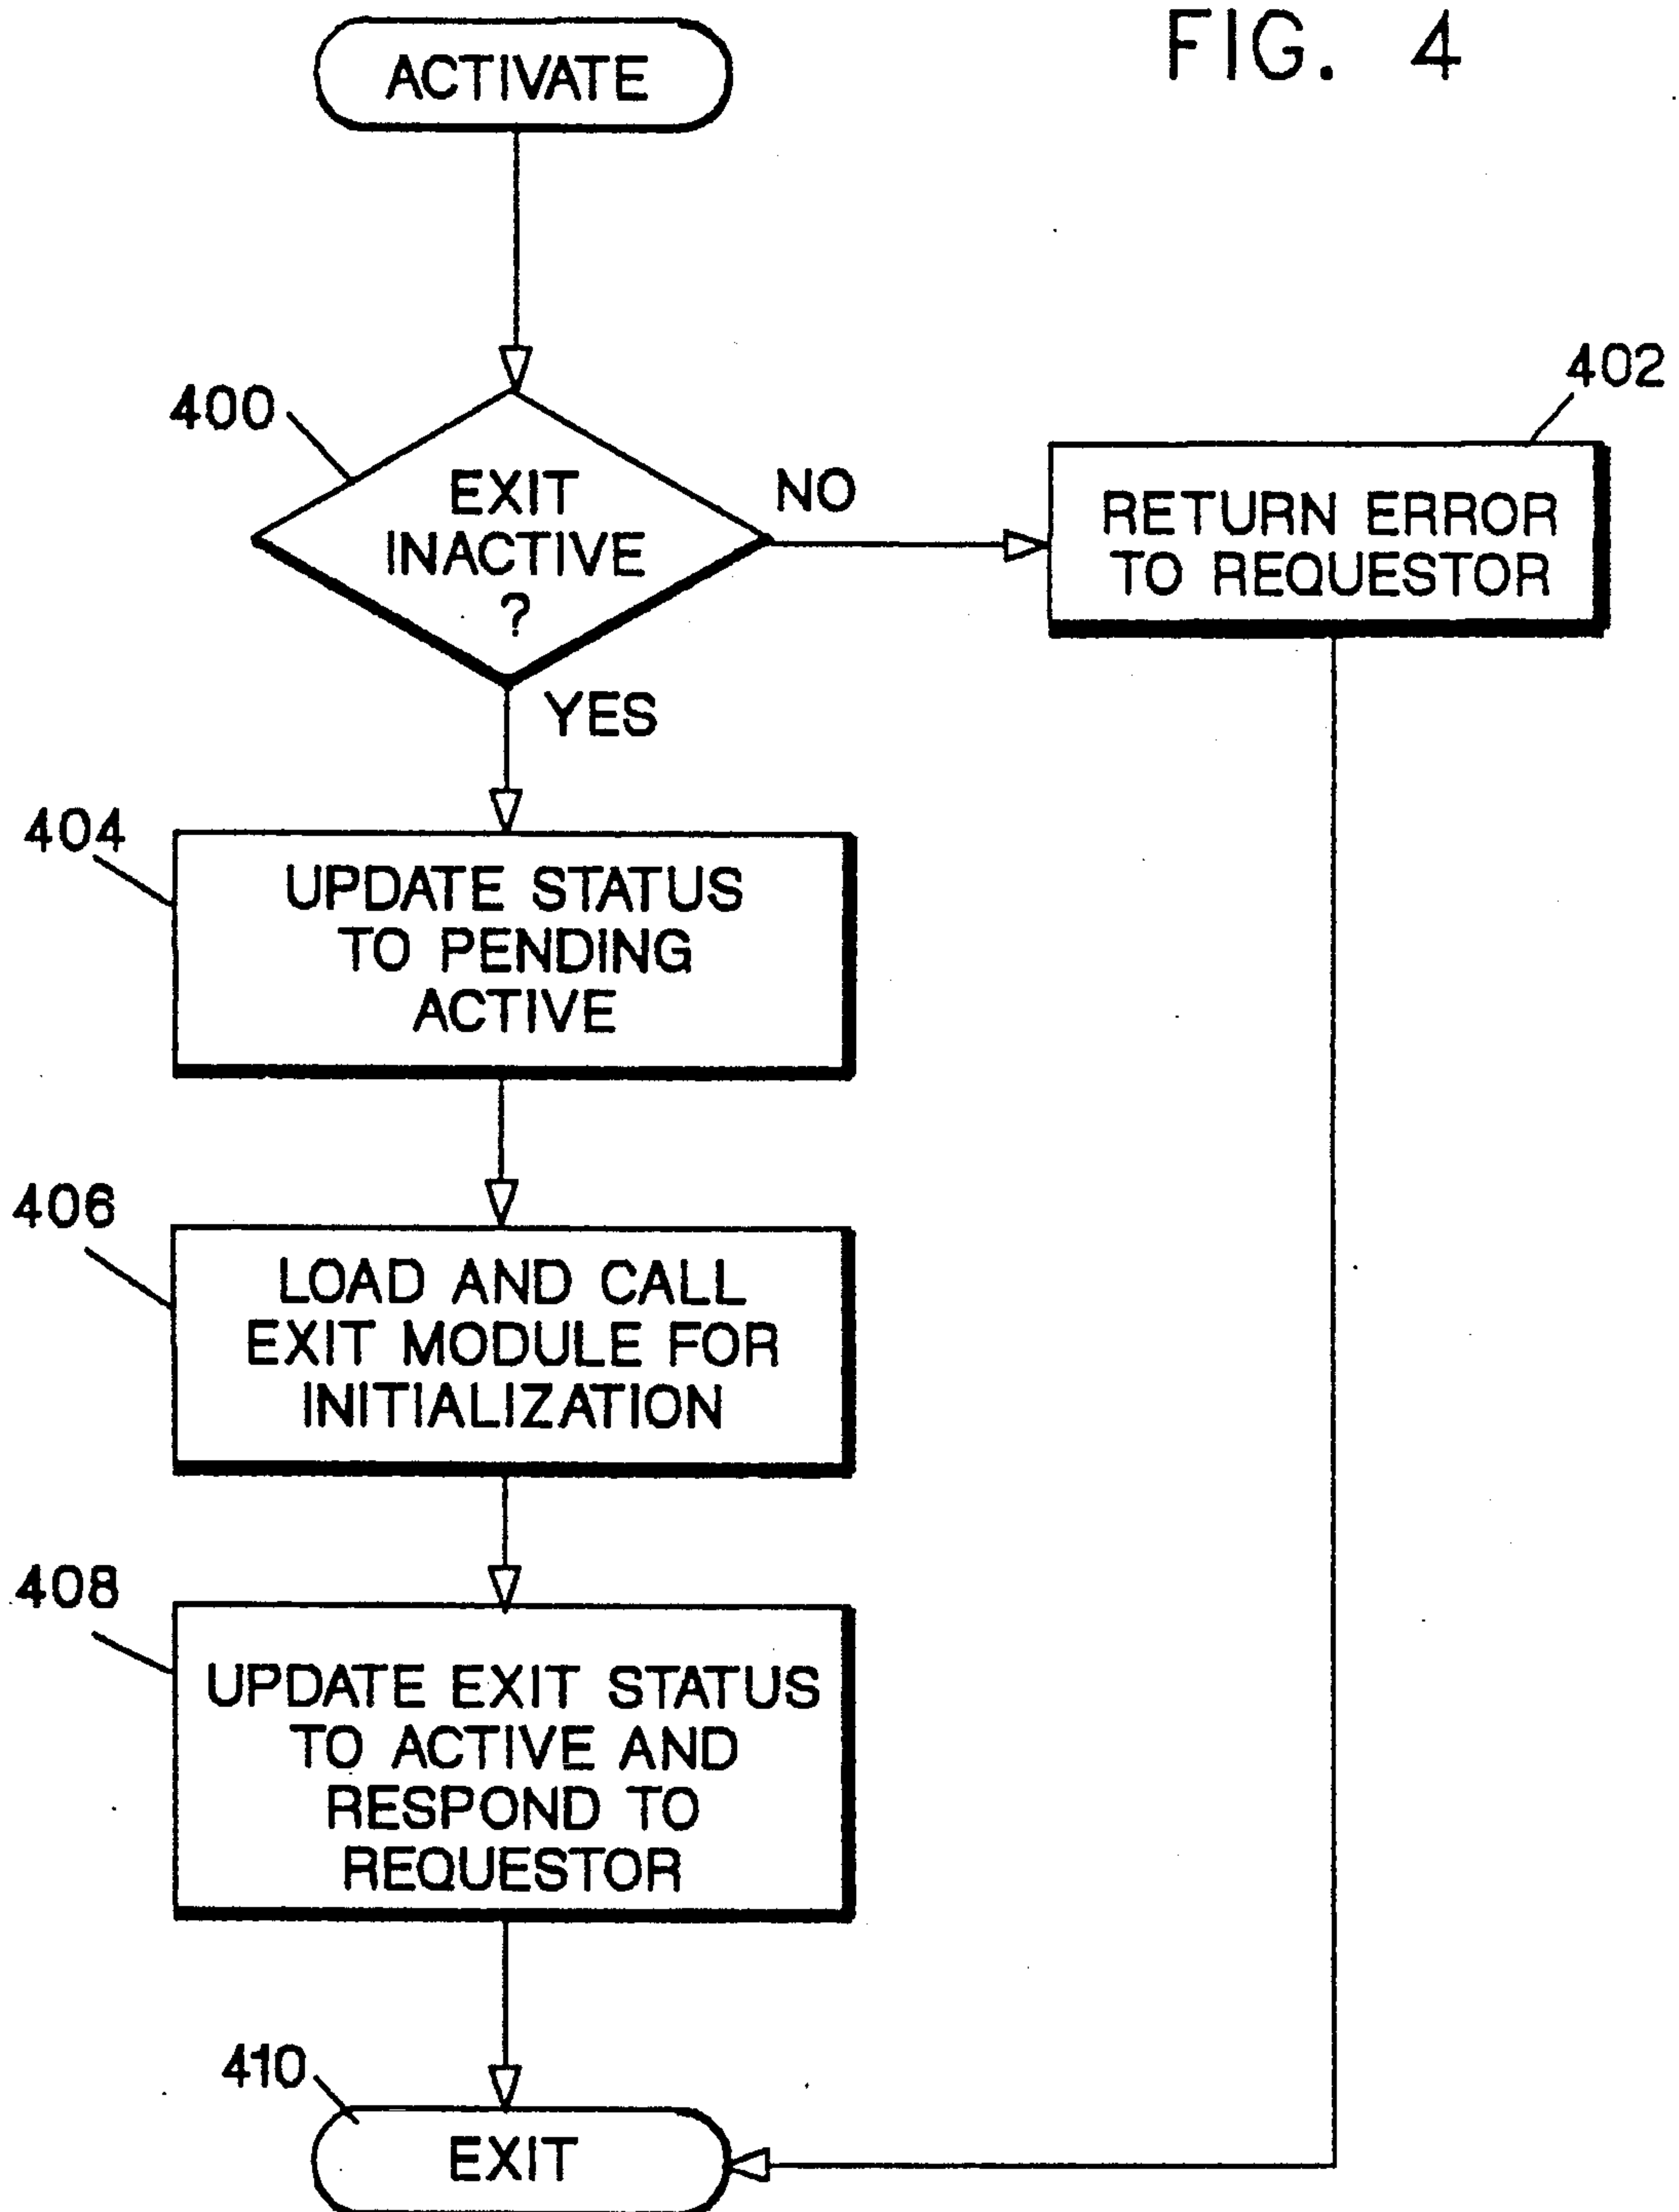 FIG. 4
ACTIVATE
400
EXIT
INACTIVE
?
NO
402
RETURN ERROR
TO REQUESTOR
YES
404
UPDATE STATUS
TO PENDING
ACTIVE
406
LOAD AND CALL
EXIT MODULE FOR
INITIALIZATION
408
UPDATE EXIT STATUS
TO ACTIVE AND
RESPOND TO
REQUESTOR
410
EXIT